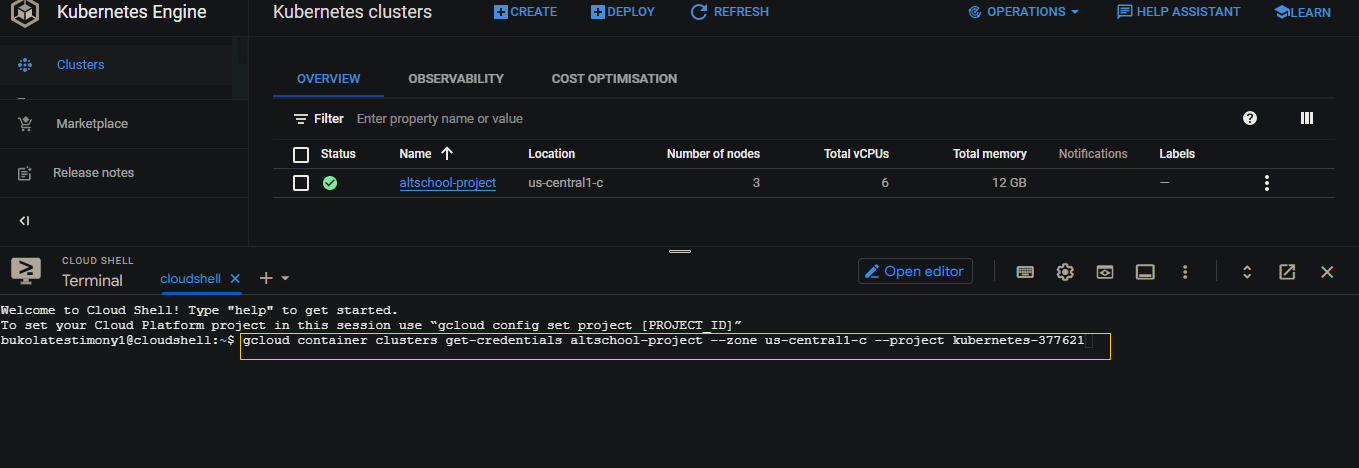 Kubernetes Engine
Kubernetes clusters
CREATE
DEPLOY
REFRESH
OPERATIONS
HELP ASSISTANT
LEARN
Clusters
Marketplace
Release notes
OVERVIEW
OBSERVABILITY
COST OPTIMISATION
Filter Enter property name or value
Status Name Location Number of nodes Total vCPUs Total memory Notifications Labels
altschool-project us-central1-c 3 6 12 GB —
CLOUD SHELL
Terminal
cloudshell
Open editor
Welcome to Cloud Shell! Type "help" to get started.
To set your Cloud Platform project in this session use “gcloud config set project [PROJECT_ID]”
bukolatestimony1@cloudshell:~$ gcloud container clusters get-credentials altschool-project --zone us-central1-c --project kubernetes-377621